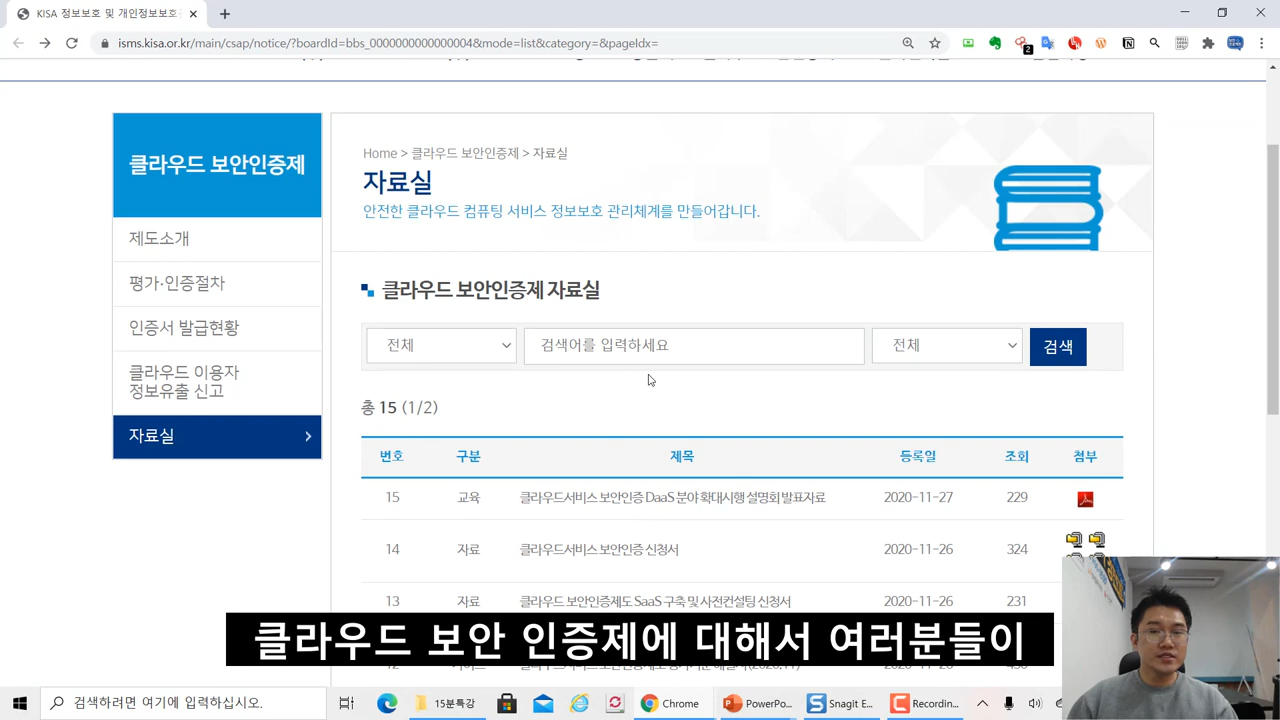 KISA 정보보호 및 개인정보보호
isms.kisa.or.kr/main/csap/notice/?boardId=bbs_0000000000000004&mode=list&category=&pageIdx=
2
클라우드 보안인증제
제도소개
평가·인증절차
인증서 발급현황
클라우드 이용자
정보유출 신고
자료실
Home > 클라우드 보안인증제 > 자료실
자료실
안전한 클라우드 컴퓨팅 서비스 정보보호 관리체계를 만들어갑니다.
클라우드 보안인증제 자료실
전체 검색어를 입력하세요 전체 검색
총 15 (1/2)
번호 구분 제목 등록일 조회 첨부
15 교육 클라우드서비스 보안인증 DaaS 분야 확대시행 설명회 발표자료 2020-11-27 229
14 자료 클라우드서비스 보안인증 신청서 2020-11-26 324
13 자료 클라우드 보안인증제도 SaaS 구축 및 사전컨설팅 신청서 2020-11-26 231
클라우드 보안 인증제에 대해서 여러분들이
검색하려면 여기에 입력하십시오.
15분특강
Chrome
PowerPo...
Snagit E...
Recordin...